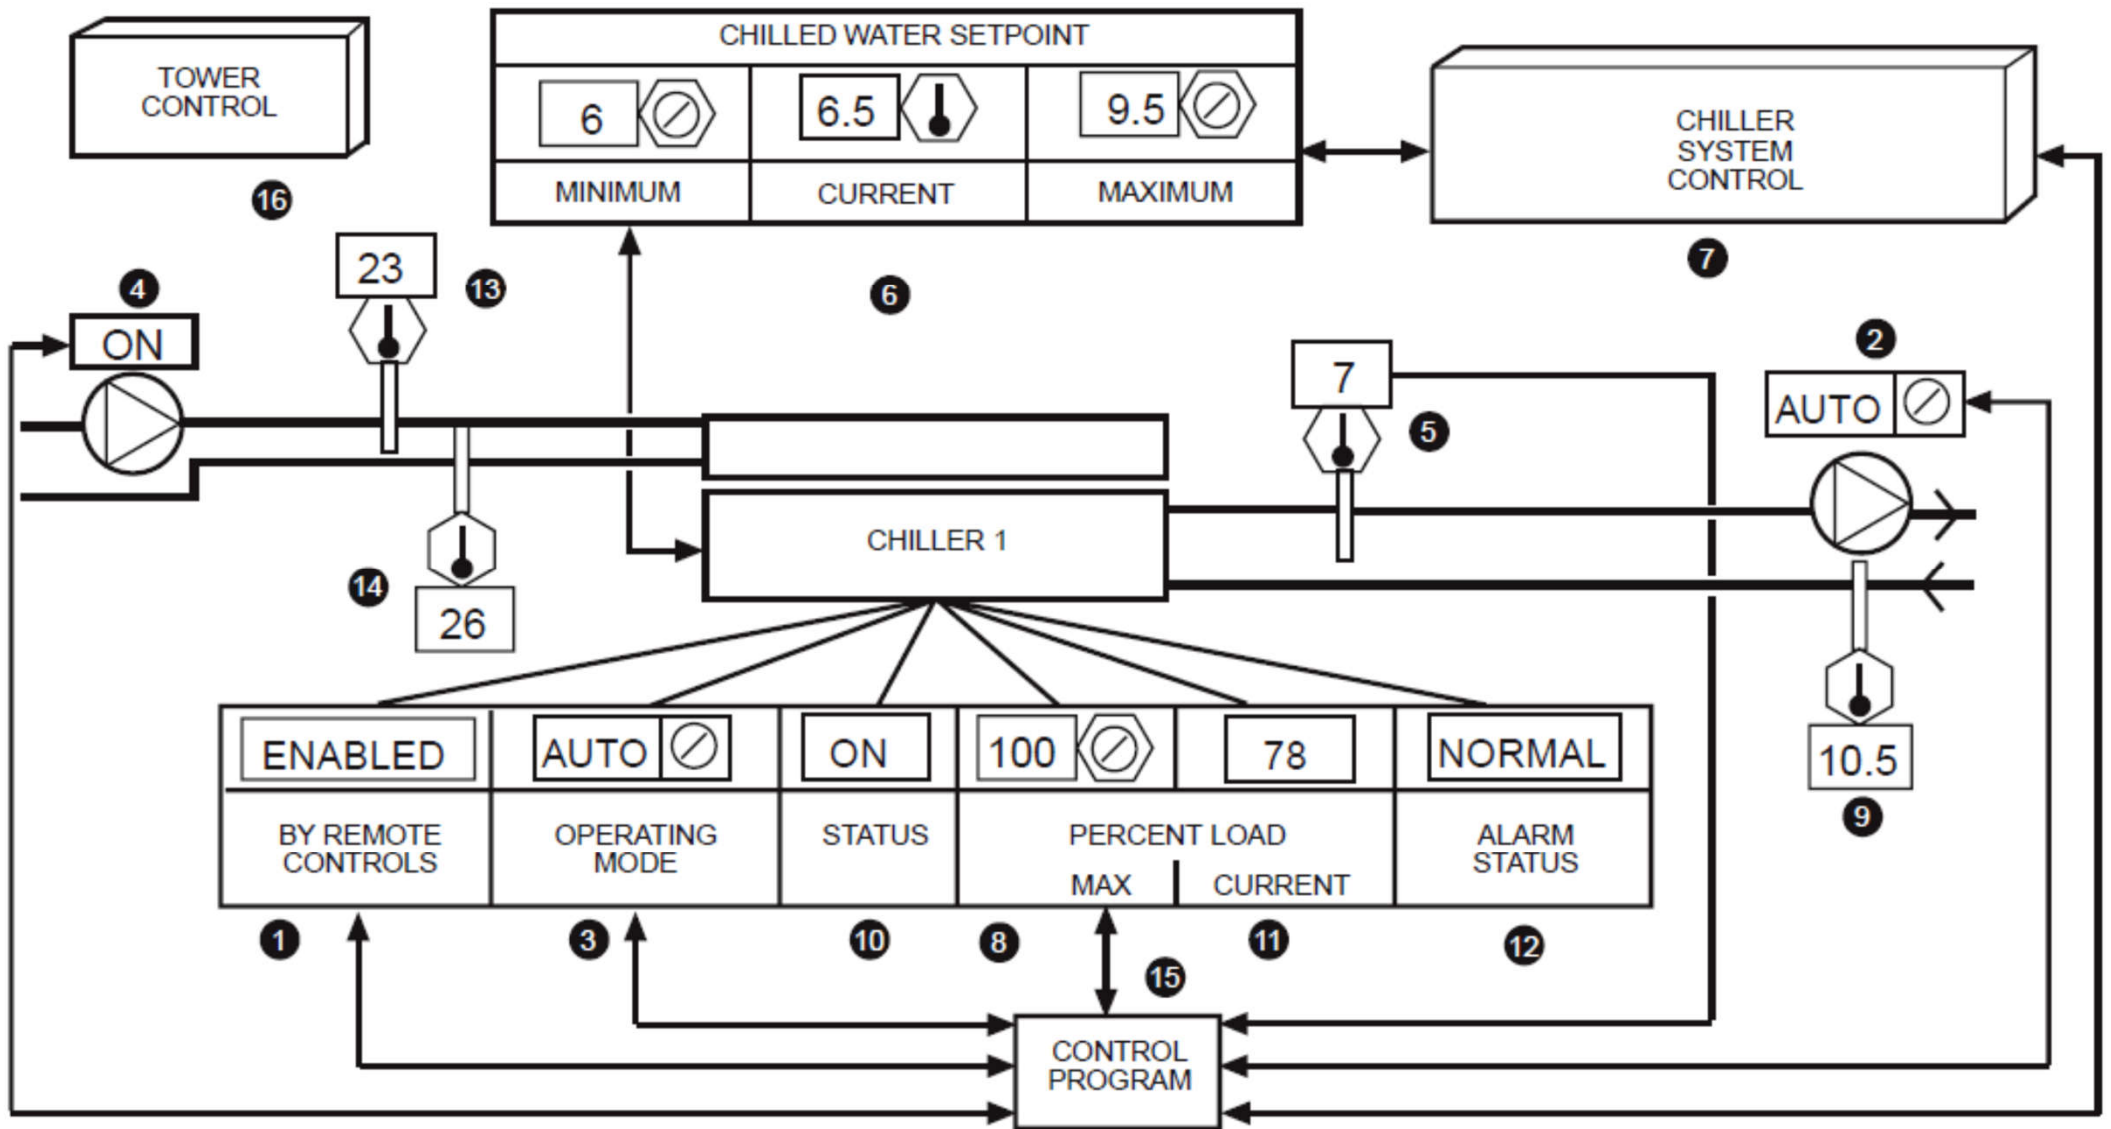 CHILLED WATER SETPOINT
TOWER
CONTROL
6
6.5
9.5
CHILLER
SYSTEM
CONTROL
MINIMUM
CURRENT
MAXIMUM
16
23
13
4
6
7
ON
2
7
AUTO
5
CHILLER 1
14
26
ENABLED
AUTO
ON
100
78
NORMAL
10.5
9
BY REMOTE
CONTROLS
OPERATING
MODE
STATUS
PERCENT LOAD
MAX
CURRENT
ALARM
STATUS
1
3
10
8
11
12
15
CONTROL
PROGRAM